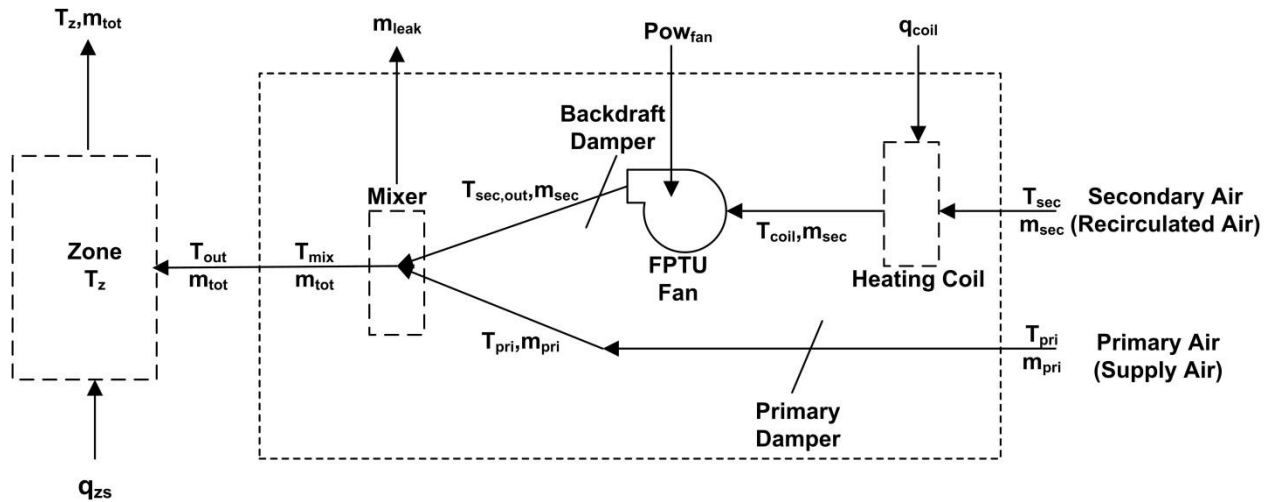 Tz,mtot
mleak
Powfan
qcoil
Backdraft
Damper
Mixer
Tsec,out,msec
Tsec
msec
Secondary Air
(Recirculated Air)
Tcoil,msec
Zone
Tz
Tout
mtot
Tmix
mtot
FPTU
Fan
Heating Coil
Tpri,mpri
Tpri
mpri
Primary Air
(Supply Air)
Primary
Damper
qzs